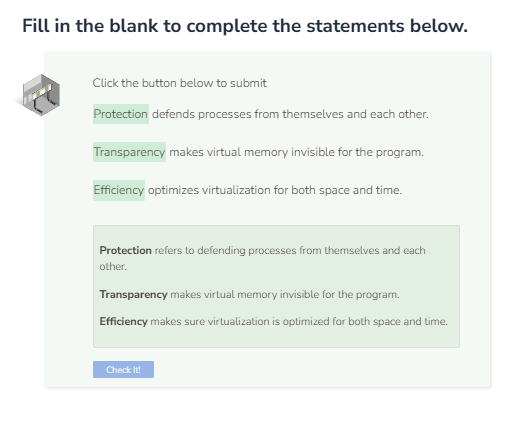 Fill in the blank to complete the statements below.
Click the button below to submit
Protection defends processes from themselves and each other.
Transparency makes virtual memory invisible for the program.
Efficiency optimizes virtualization for both space and time.
Protection refers to defending processes from themselves and each
other.
Transparency makes virtual memory invisible for the program.
Efficiency makes sure virtualization is optimized for both space and time.
Check It!